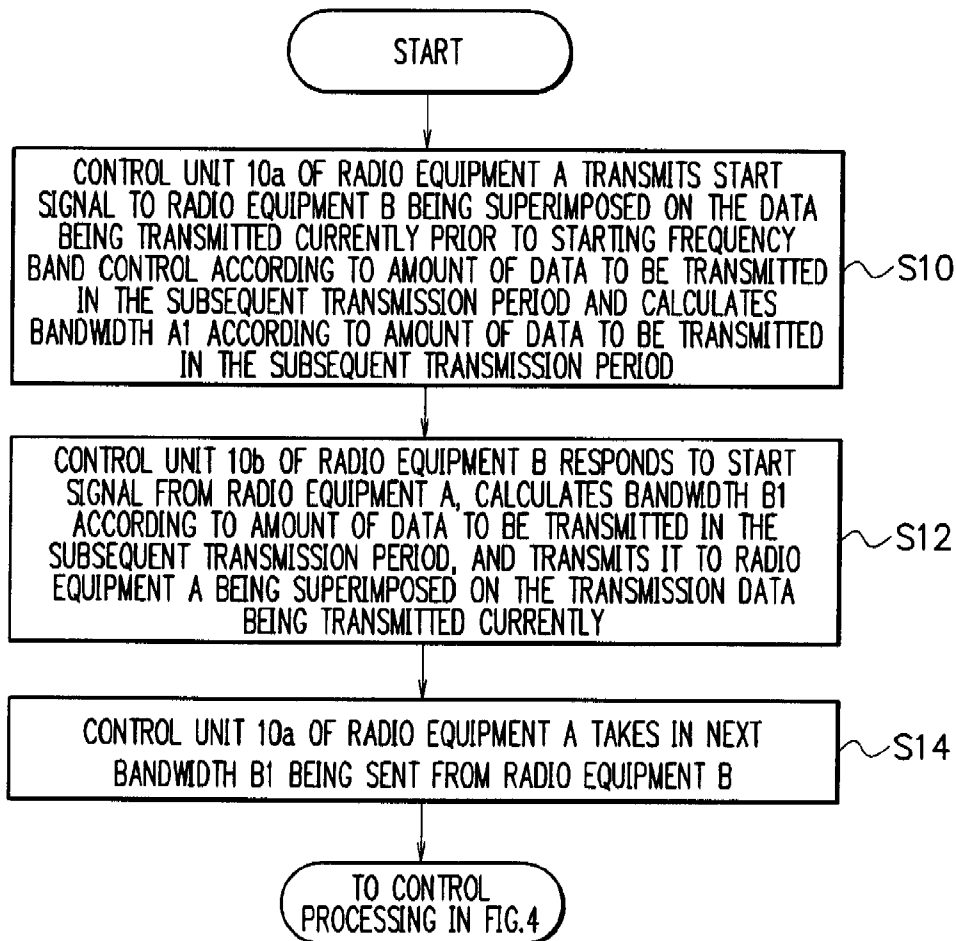 START
CONTROL UNIT 10a OF RADIO EQUIPMENT A TRANSMITS START
SIGNAL TO RADIO EQUIPMENT B BEING SUPERIMPOSED ON THE DATA
BEING TRANSMITTED CURRENTLY PRIOR TO STARTING FREQUENCY
BAND CONTROL ACCORDING TO AMOUNT OF DATA TO BE TRANSMITTED
IN THE SUBSEQUENT TRANSMISSION PERIOD AND CALCULATES
BANDWIDTH A1 ACCORDING TO AMOUNT OF DATA TO BE TRANSMITTED
IN THE SUBSEQUENT TRANSMISSION PERIOD
S10
CONTROL UNIT 10b OF RADIO EQUIPMENT B RESPONDS TO START
SIGNAL FROM RADIO EQUIPMENT A, CALCULATES BANDWIDTH B1
ACCORDING TO AMOUNT OF DATA TO BE TRANSMITTED IN THE
SUBSEQUENT TRANSMISSION PERIOD, AND TRANSMITS IT TO RADIO
EQUIPMENT A BEING SUPERIMPOSED ON THE TRANSMISSION DATA
BEING TRANSMITTED CURRENTLY
S12
CONTROL UNIT 10a OF RADIO EQUIPMENT A TAKES IN NEXT
BANDWIDTH B1 BEING SENT FROM RADIO EQUIPMENT B
S14
TO CONTROL
PROCESSING IN FIG.4